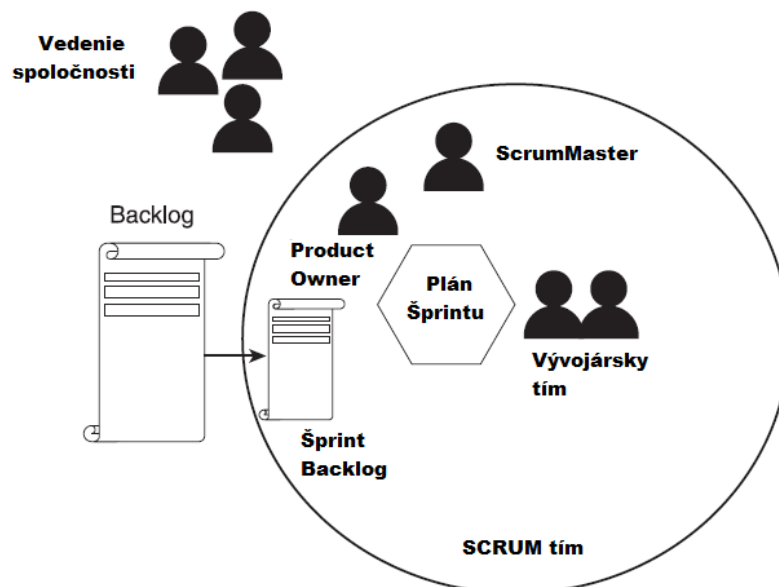 Vedenie
spoločnosti
ScrumMaster
Backlog
Product
Owner
Plán
Šprintu
Vývojársky
tím
Šprint
Backlog
SCRUM tím